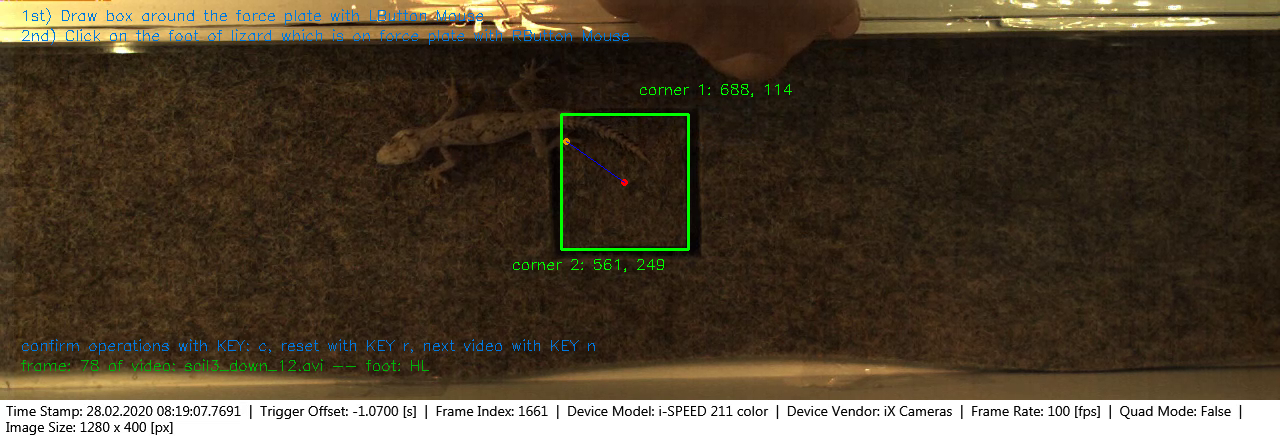 1st) Draw box around the force plate with LButton Mouse
2nd) Click on the foot of lizard which is on force plate with RButton Mouse
corner 1: 688, 114
corner 2: 561, 249
confirm operations with KEY: c, reset with KEY r, next video with KEY n
frame: 78 of video: soil3_down_12.avi -- foot: HL
Time Stamp: 28.02.2020 08:19:07.7691 | Trigger Offset: -1.0700 [s] | Frame Index: 1661 | Device Model: i-SPEED 211 color | Device Vendor: iX Cameras | Frame Rate: 100 [fps] | Quad Mode: False |
Image Size: 1280 x 400 [px]